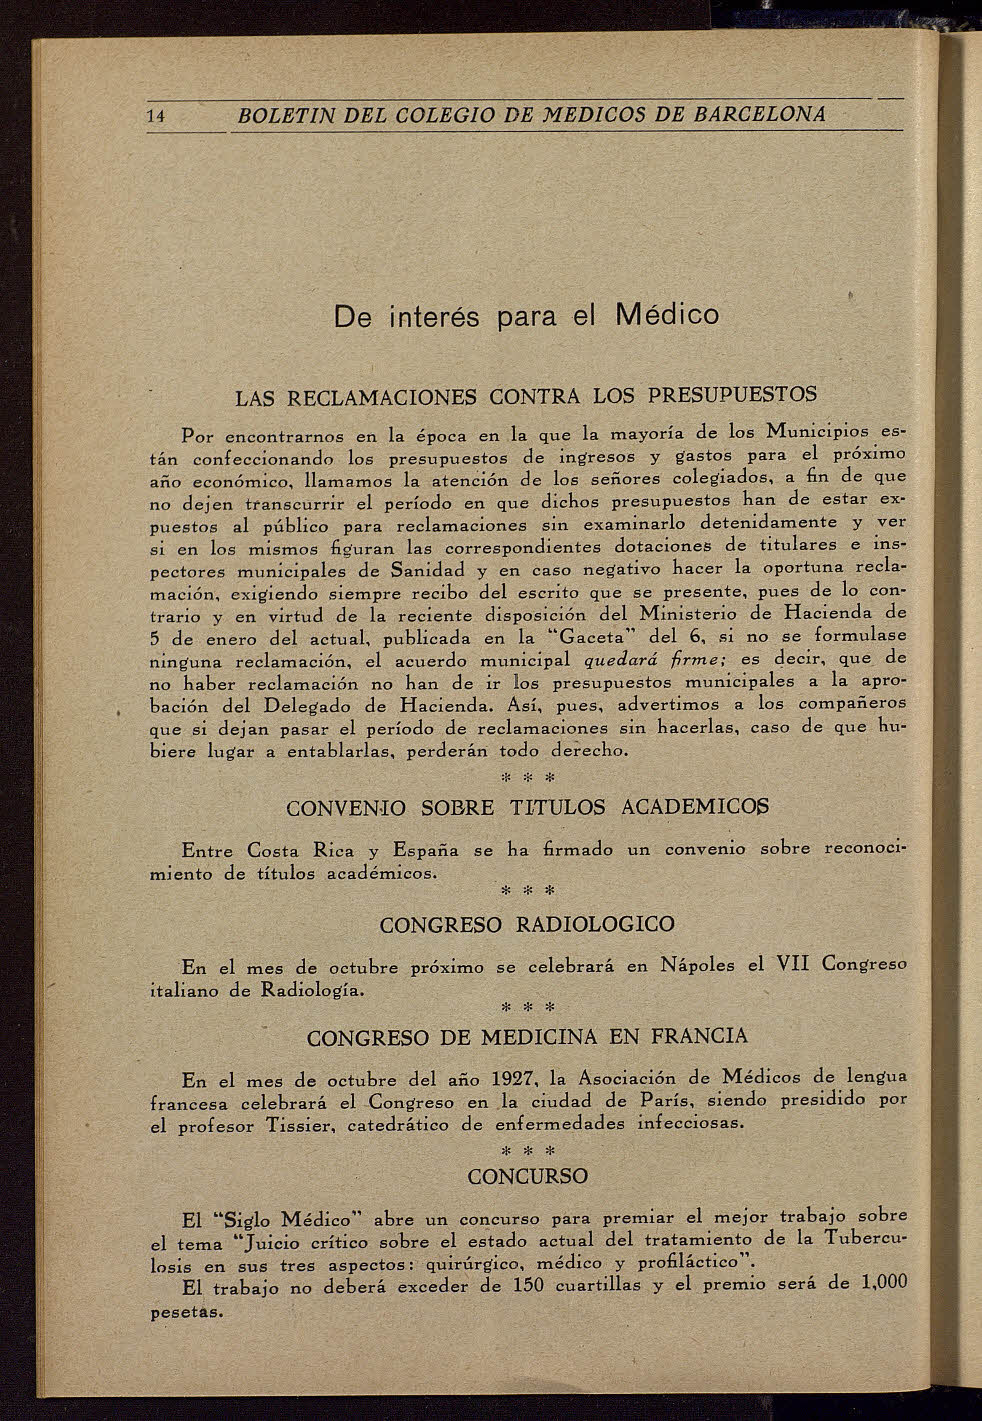 14 BOLETIN DEL COLEGIO DE MEDICOS DE BARCELONA
De interés para el Médico
LAS RECLAMACIONES CONTRA LOS PRESUPUESTOS
Por encontrarnos en la época en la que la mayoría de los Municipios es-
tán confeccionando los presupuestos de ingresos y gastos para el próximo
año económico, llamamos la atención de los señores colegiados, a fin de que
no dejen transcurrir el período en que dichos presupuestos han de estar ex-
puestos al público para reclamaciones sin examinarlo detenidamente y ver
si en los mismos figuran las correspondientes dotaciones de titulares e ins-
pectores municipales de Sanidad y en caso negativo hacer la oportuna recla-
mación, exigiendo siempre recibo del escrito que se presente, pues de lo con-
trario y en virtud de la reciente disposición del Ministerio de Hacienda de
5 de enero del actual, publicada en la "Gaceta" del 6, si no se formulase
ninguna reclamación, el acuerdo municipal quedará firme; es decir, que de
no haber reclamación no han de ir los presupuestos municipales a la apro-
bación del Delegado de Hacienda. Así, pues, advertimos a los compañeros
que si dejan pasar el período de reclamaciones sin hacerlas, caso de que hu-
biere lugar a entablarlas, perderán todo derecho.
* * *
CONVENIO SOBRE TITULOS ACADEMICOS
Entre Costa Rica y España se ha firmado un convenio sobre reconoci-
miento de títulos académicos.
* * *
CONGRESO RADIOLOGICO
En el mes de octubre próximo se celebrará en Nápoles el VII Congreso
italiano de Radiología.
* * *
CONGRESO DE MEDICINA EN FRANCIA
En el mes de octubre del año 1927, la Asociación de Médicos de lengua
francesa celebrará el Congreso en la ciudad de París, siendo presidido por
el profesor Tissier, catedrático de enfermedades infecciosas.
* * *
CONCURSO
El "Siglo Médico" abre un concurso para premiar el mejor trabajo sobre
el tema "Juicio crítico sobre el estado actual del tratamiento de la Tubercu-
losis en sus tres aspectos: quirúrgico, médico y profiláctico".
El trabajo no deberá exceder de 150 cuartillas y el premio será de 1,000
pesetas.